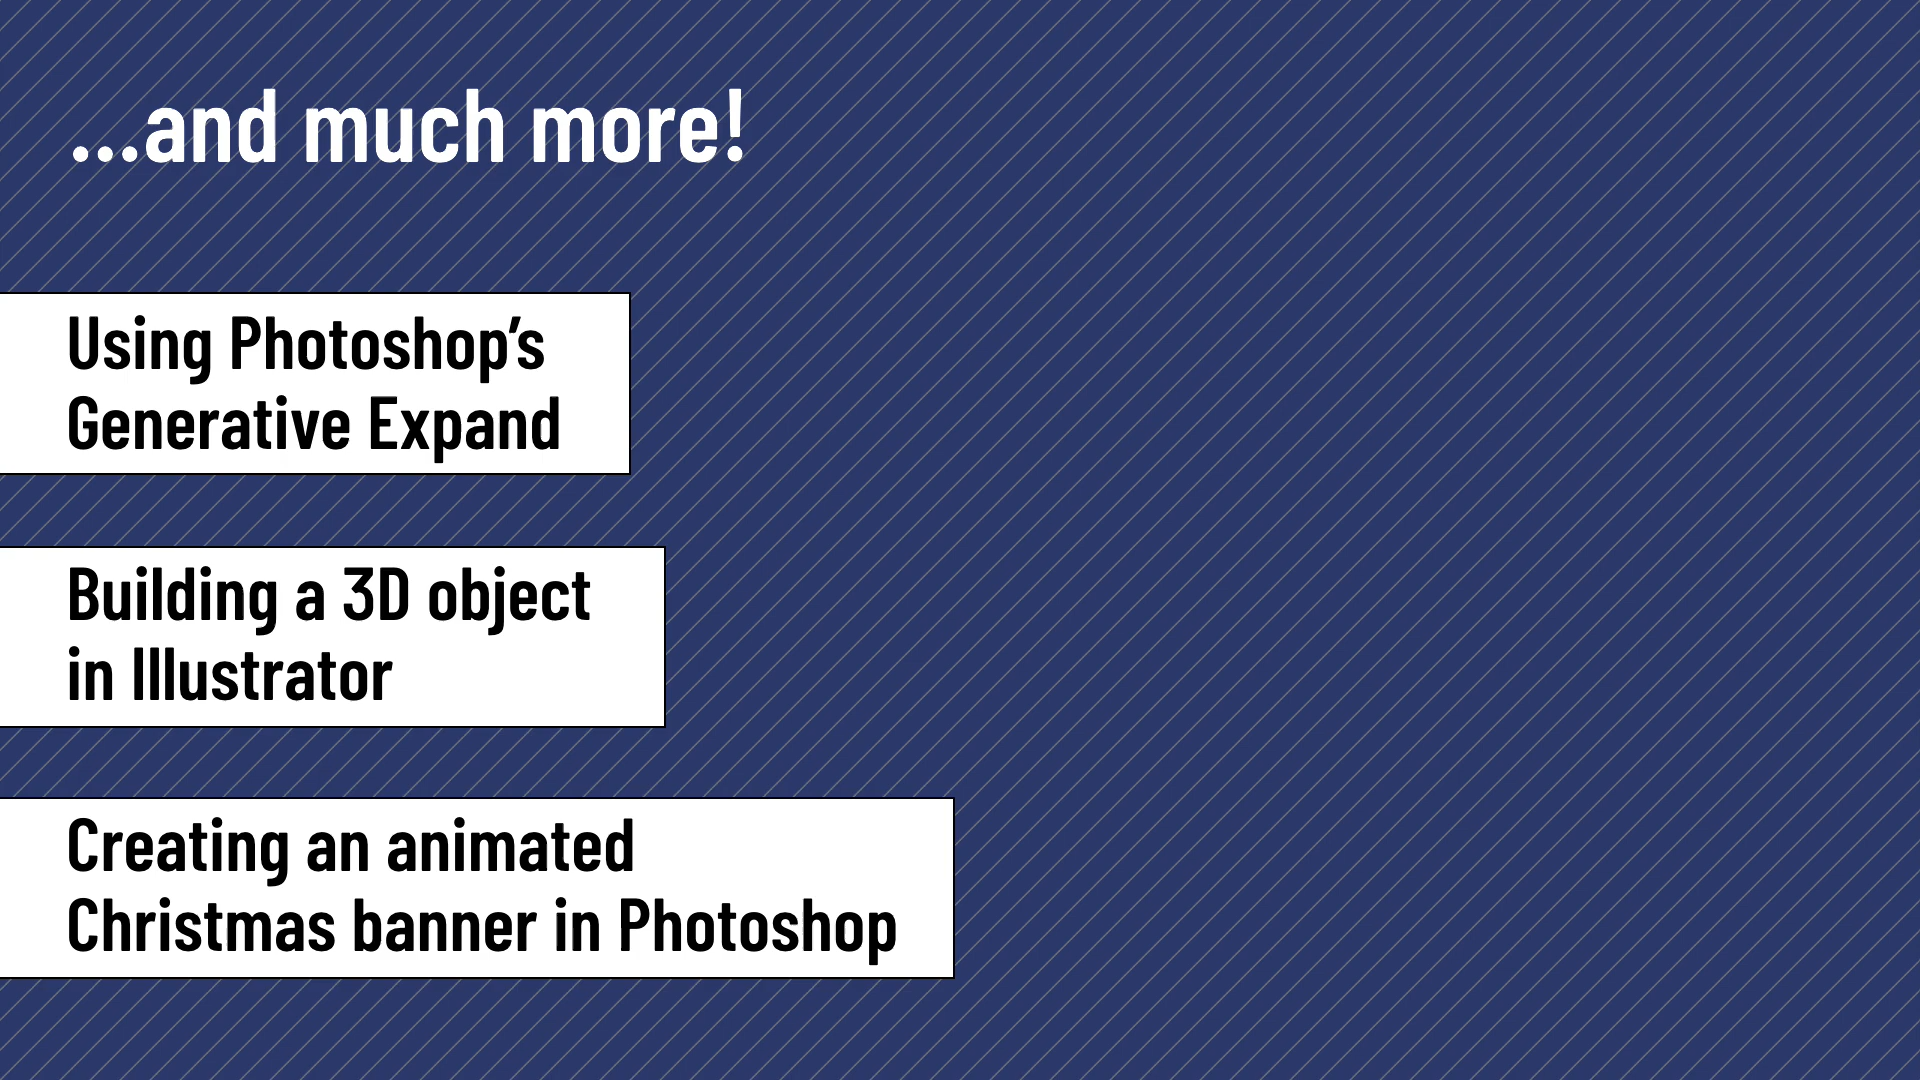 ...and much more!
Using Photoshop’s
Generative Expand
Building a 3D object
in Illustrator
Creating an animated
Christmas banner in Photoshop